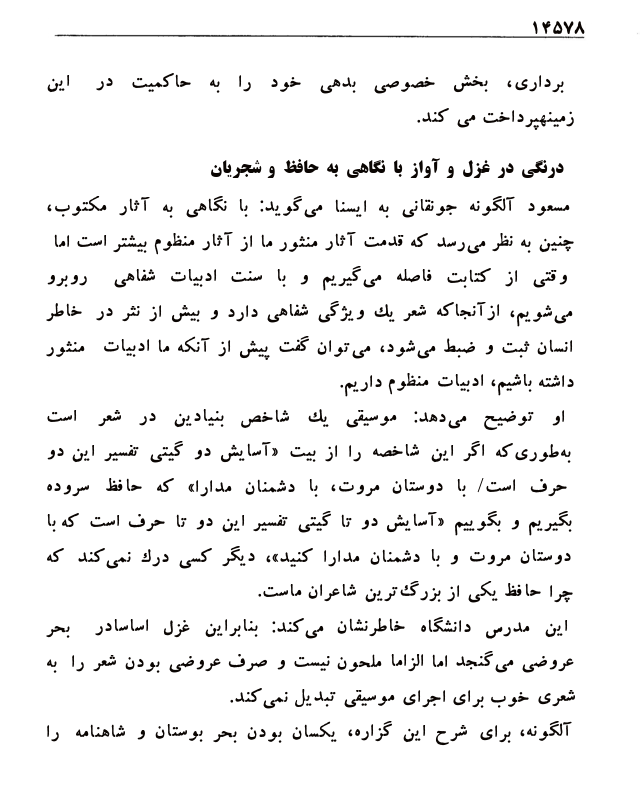 ۱۴۵۷۸
برداری، بخش خصوصی بدهی خود را به حاکمیت در این
زمینهپرداخت می کند.
درنگی در غزل و آواز با نگاهی به حافظ و شجریان
مسعود آلگونه جونقانی به ایسنا می‌گوید: با نگاهی به آثار مکتوب،
چنین به نظر می‌رسد که قدمت آثار منثور ما از آثار منظوم بیشتر است اما
وقتی از کتابت فاصله می‌گیریم و با سنت ادبیات شفاهی روبرو
می‌شویم، ازآنجاکه شعر یك ویژگی شفاهی دارد و بیش از نثر در خاطر
انسان ثبت و ضبط می‌شود، می‌توان گفت پیش از آنکه ما ادبیات منثور
داشته باشیم، ادبیات منظوم داریم.
او توضیح می‌دهد: موسیقی یك شاخص بنیادین در شعر است
به‌طوری‌که اگر این شاخصه را از بیت «آسایش دو گیتی تفسیر این دو
حرف است/ با دوستان مروت، با دشمنان مدارا» که حافظ سروده
بگیریم و بگوییم «آسایش دو تا گیتی تفسیر این دو تا حرف است که با
دوستان مروت و با دشمنان مدارا کنید»، دیگر کسی درك نمی‌کند که
چرا حافظ یکی از بزرگ‌ترین شاعران ماست.
این مدرس دانشگاه خاطرنشان می‌کند: بنابراین غزل اساسادر بحر
عروضی می‌گنجد اما الزاما ملحون نیست و صرف عروضی بودن شعر را به
شعری خوب برای اجرای موسیقی تبدیل نمی‌کند.
آلگونه، برای شرح این گزاره، یکسان بودن بحر بوستان و شاهنامه را